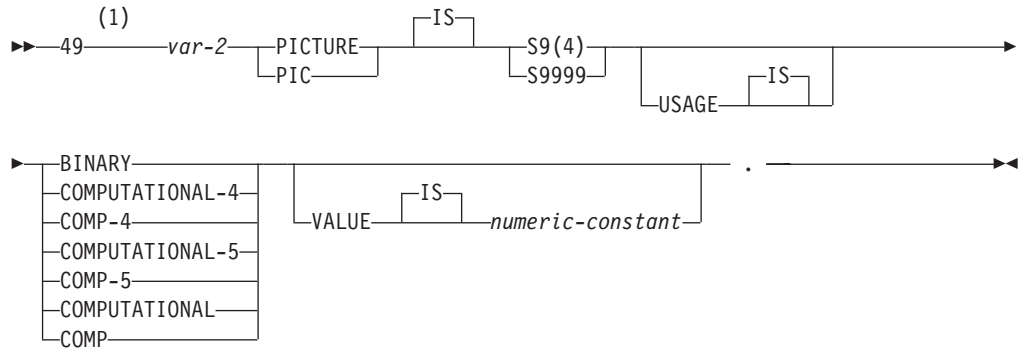 (1) IS
49 var-2 PICTURE S9(4)
PIC S9999 IS
USAGE
BINARY .
COMPUTATIONAL-4 IS
COMP-4 VALUE numeric-constant
COMPUTATIONAL-5
COMP-5
COMPUTATIONAL
COMP